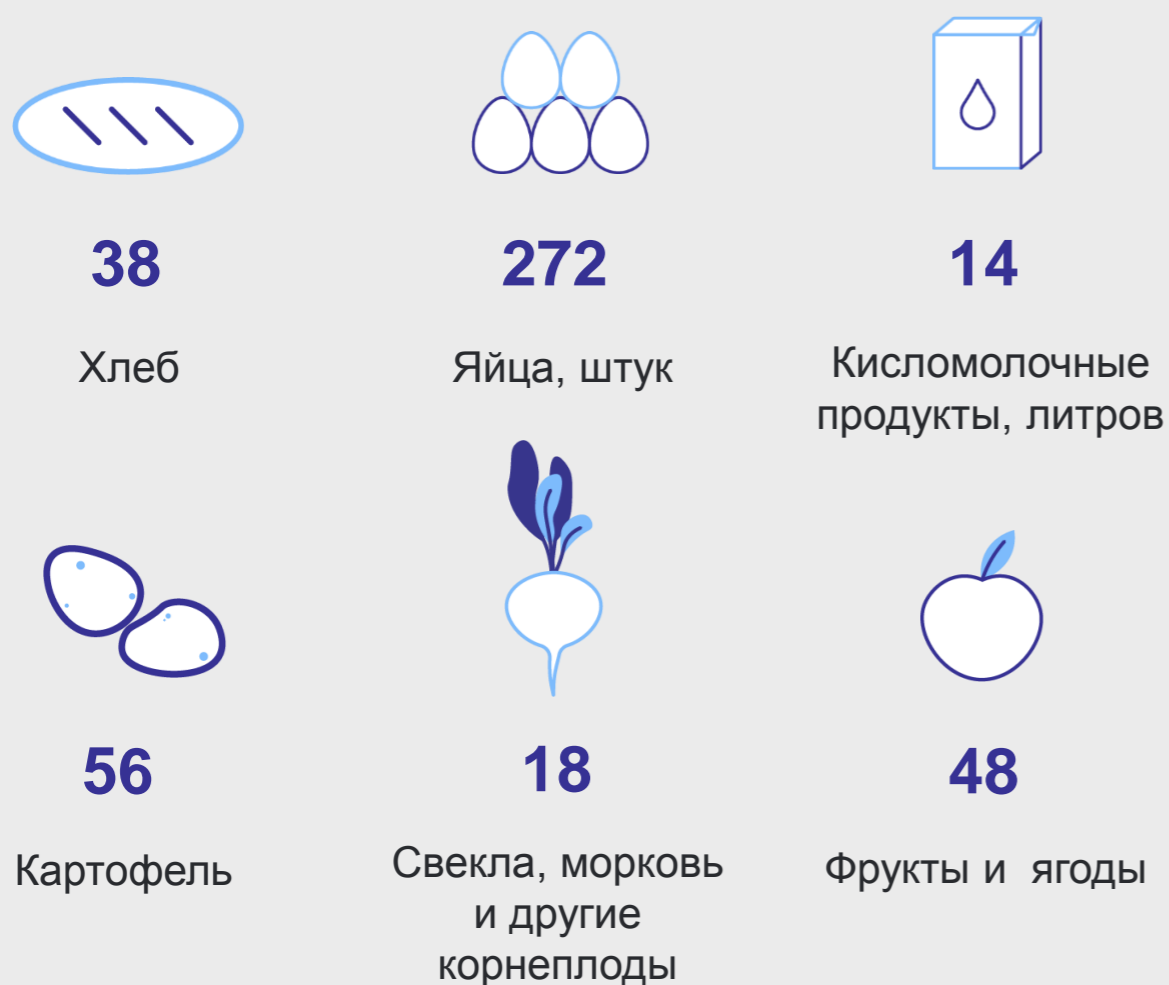 38
Хлеб
272
Яйца, штук
14
Кисломолочные
продукты, литров
56
Картофель
18
Свекла, морковь
и другие
корнеплоды
48
Фрукты и ягоды